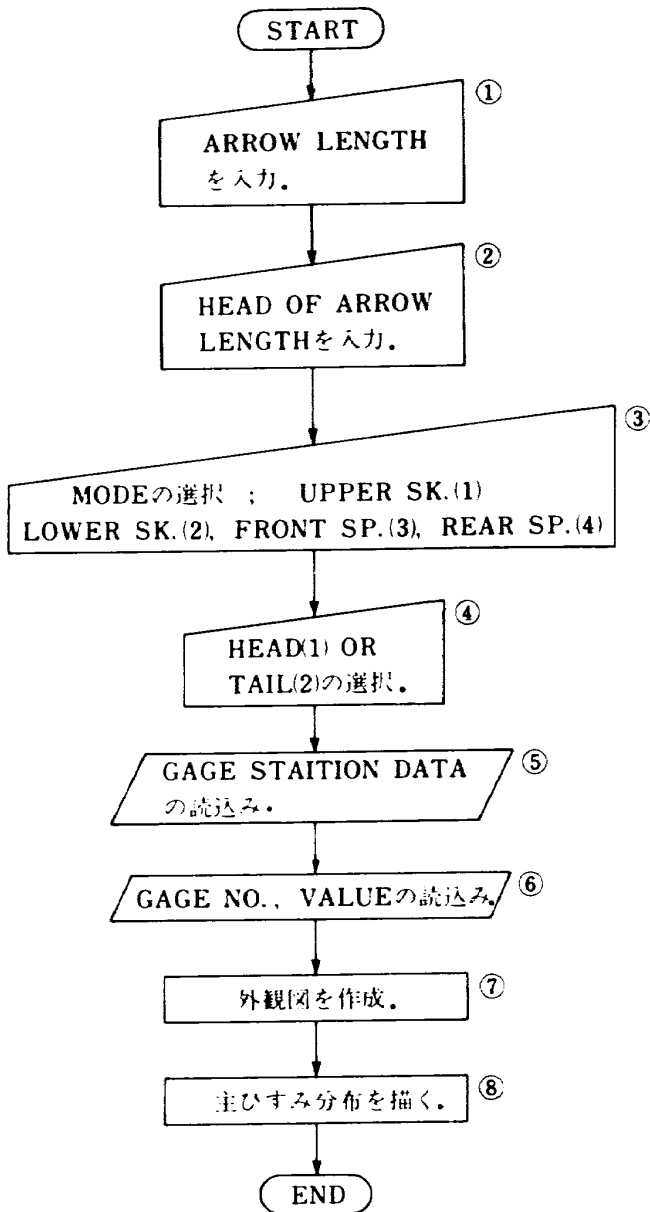 START
①
ARROW LENGTH
を入力。
②
HEAD OF ARROW
LENGTHを入力。
③
MODEの選択 ; UPPER SK.(1)
LOWER SK.(2), FRONT SP.(3), REAR SP.(4)
④
HEAD(1) OR
TAIL(2)の選択。
⑤
GAGE STAITION DATA
の読込み.
⑥
GAGE NO., VALUEの読込み.
⑦
外観図を作成。
⑧
主ひずみ分布を描く。
END